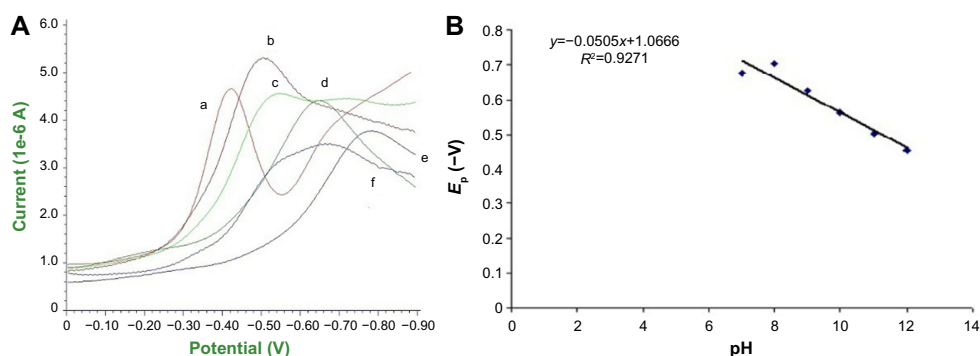 A
Current (1e-6 A)
6.0
5.0
4.0
3.0
2.0
1.0
0
a
b
c
d
e
f
0 −0.10 −0.20 −0.30 −0.40 −0.50 −0.60 −0.70 −0.80 −0.90
Potential (V)
B
y=−0.0505x+1.0666
R²=0.9271
Ep (−V)
0.8
0.7
0.6
0.5
0.4
0.3
0.2
0.1
0
0 2 4 6 8 10 12 14
pH